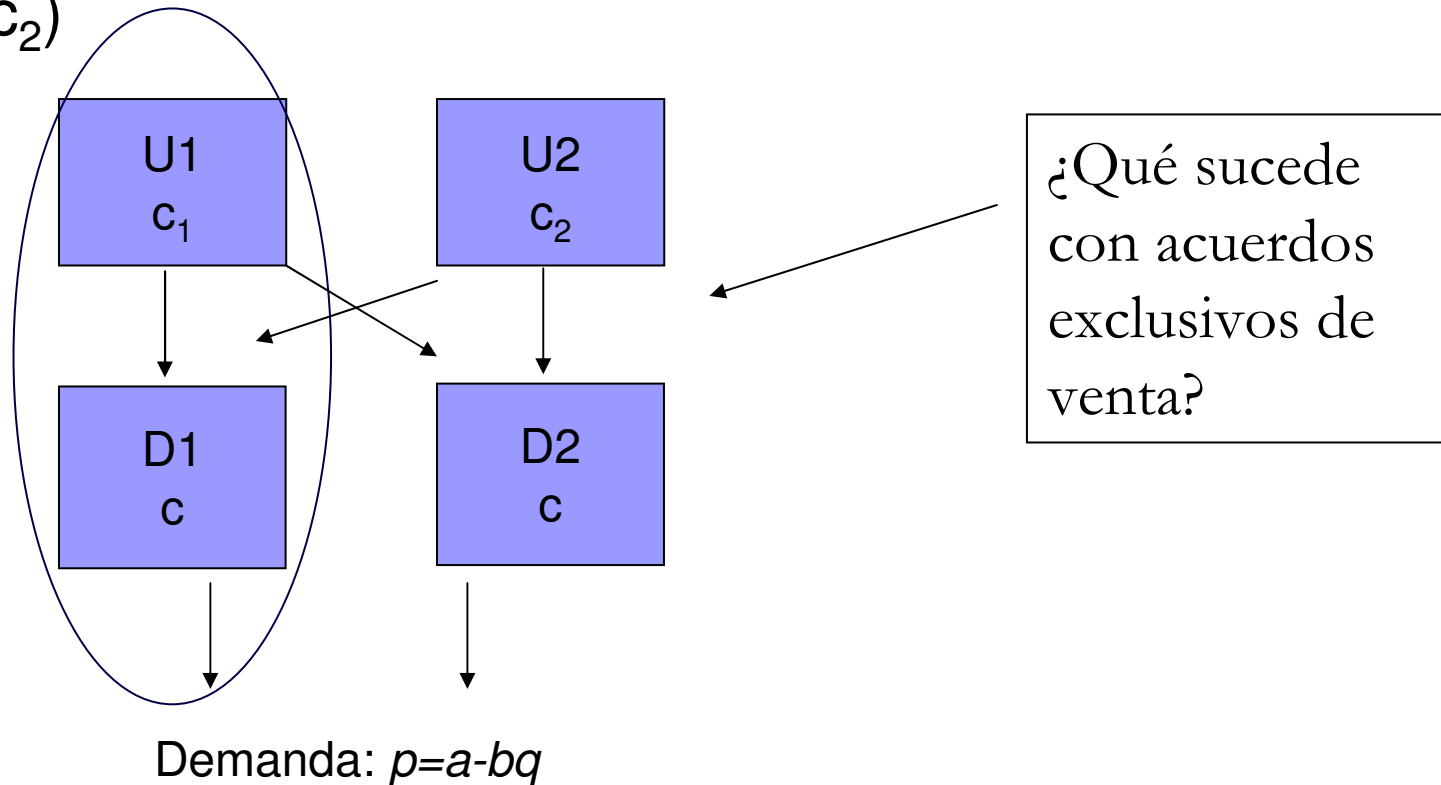 c₂)
U1
c₁
U2
c₂
¿Qué sucede
con acuerdos
exclusivos de
venta?
D1
c
D2
c
Demanda: p=a-bq